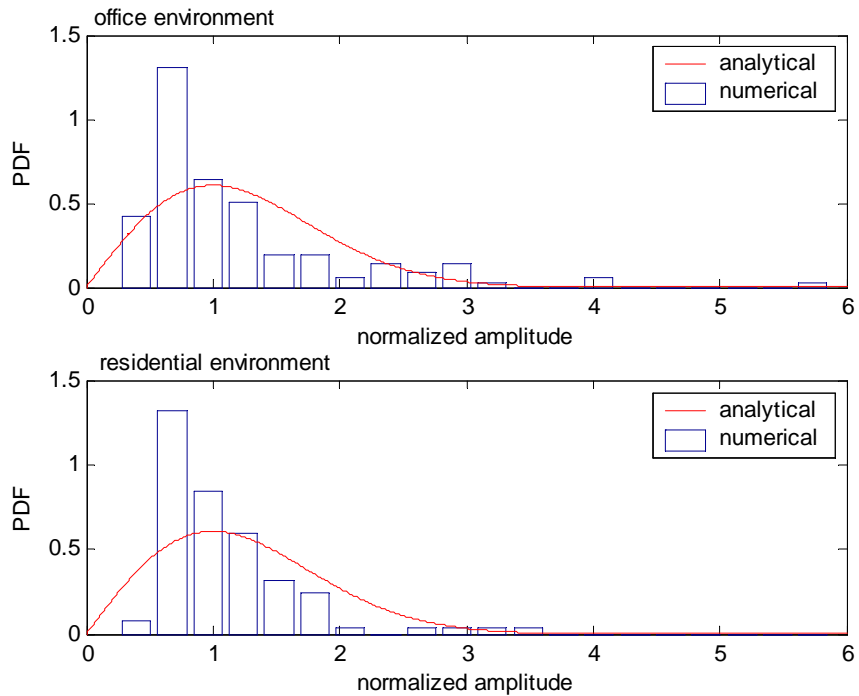 office environment
1.5
1
0.5
0
PDF
analytical
numerical
0 1 2 3 4 5 6
normalized amplitude
residential environment
1.5
1
0.5
0
PDF
analytical
numerical
0 1 2 3 4 5 6
normalized amplitude